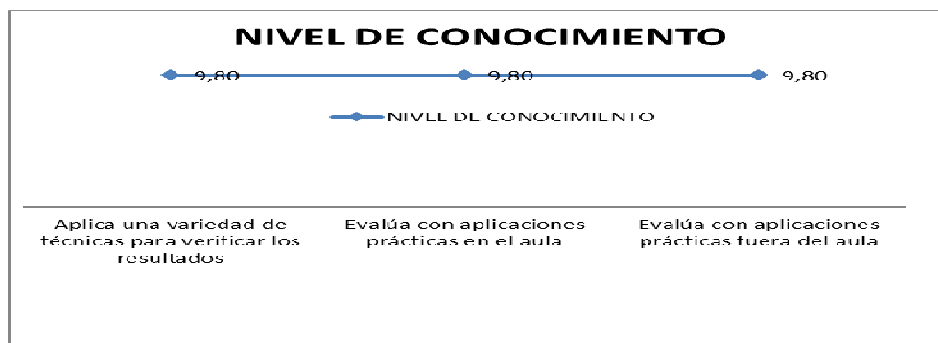 NIVEL DE CONOCIMIENTO
9,80 9,80 9,80
NIVEL DE CONOCIMIENTO
Aplica una variedad de
técnicas para verificar los
resultados
Evalúa con aplicaciones
prácticas en el aula
Evalúa con aplicaciones
prácticas fuera del aula